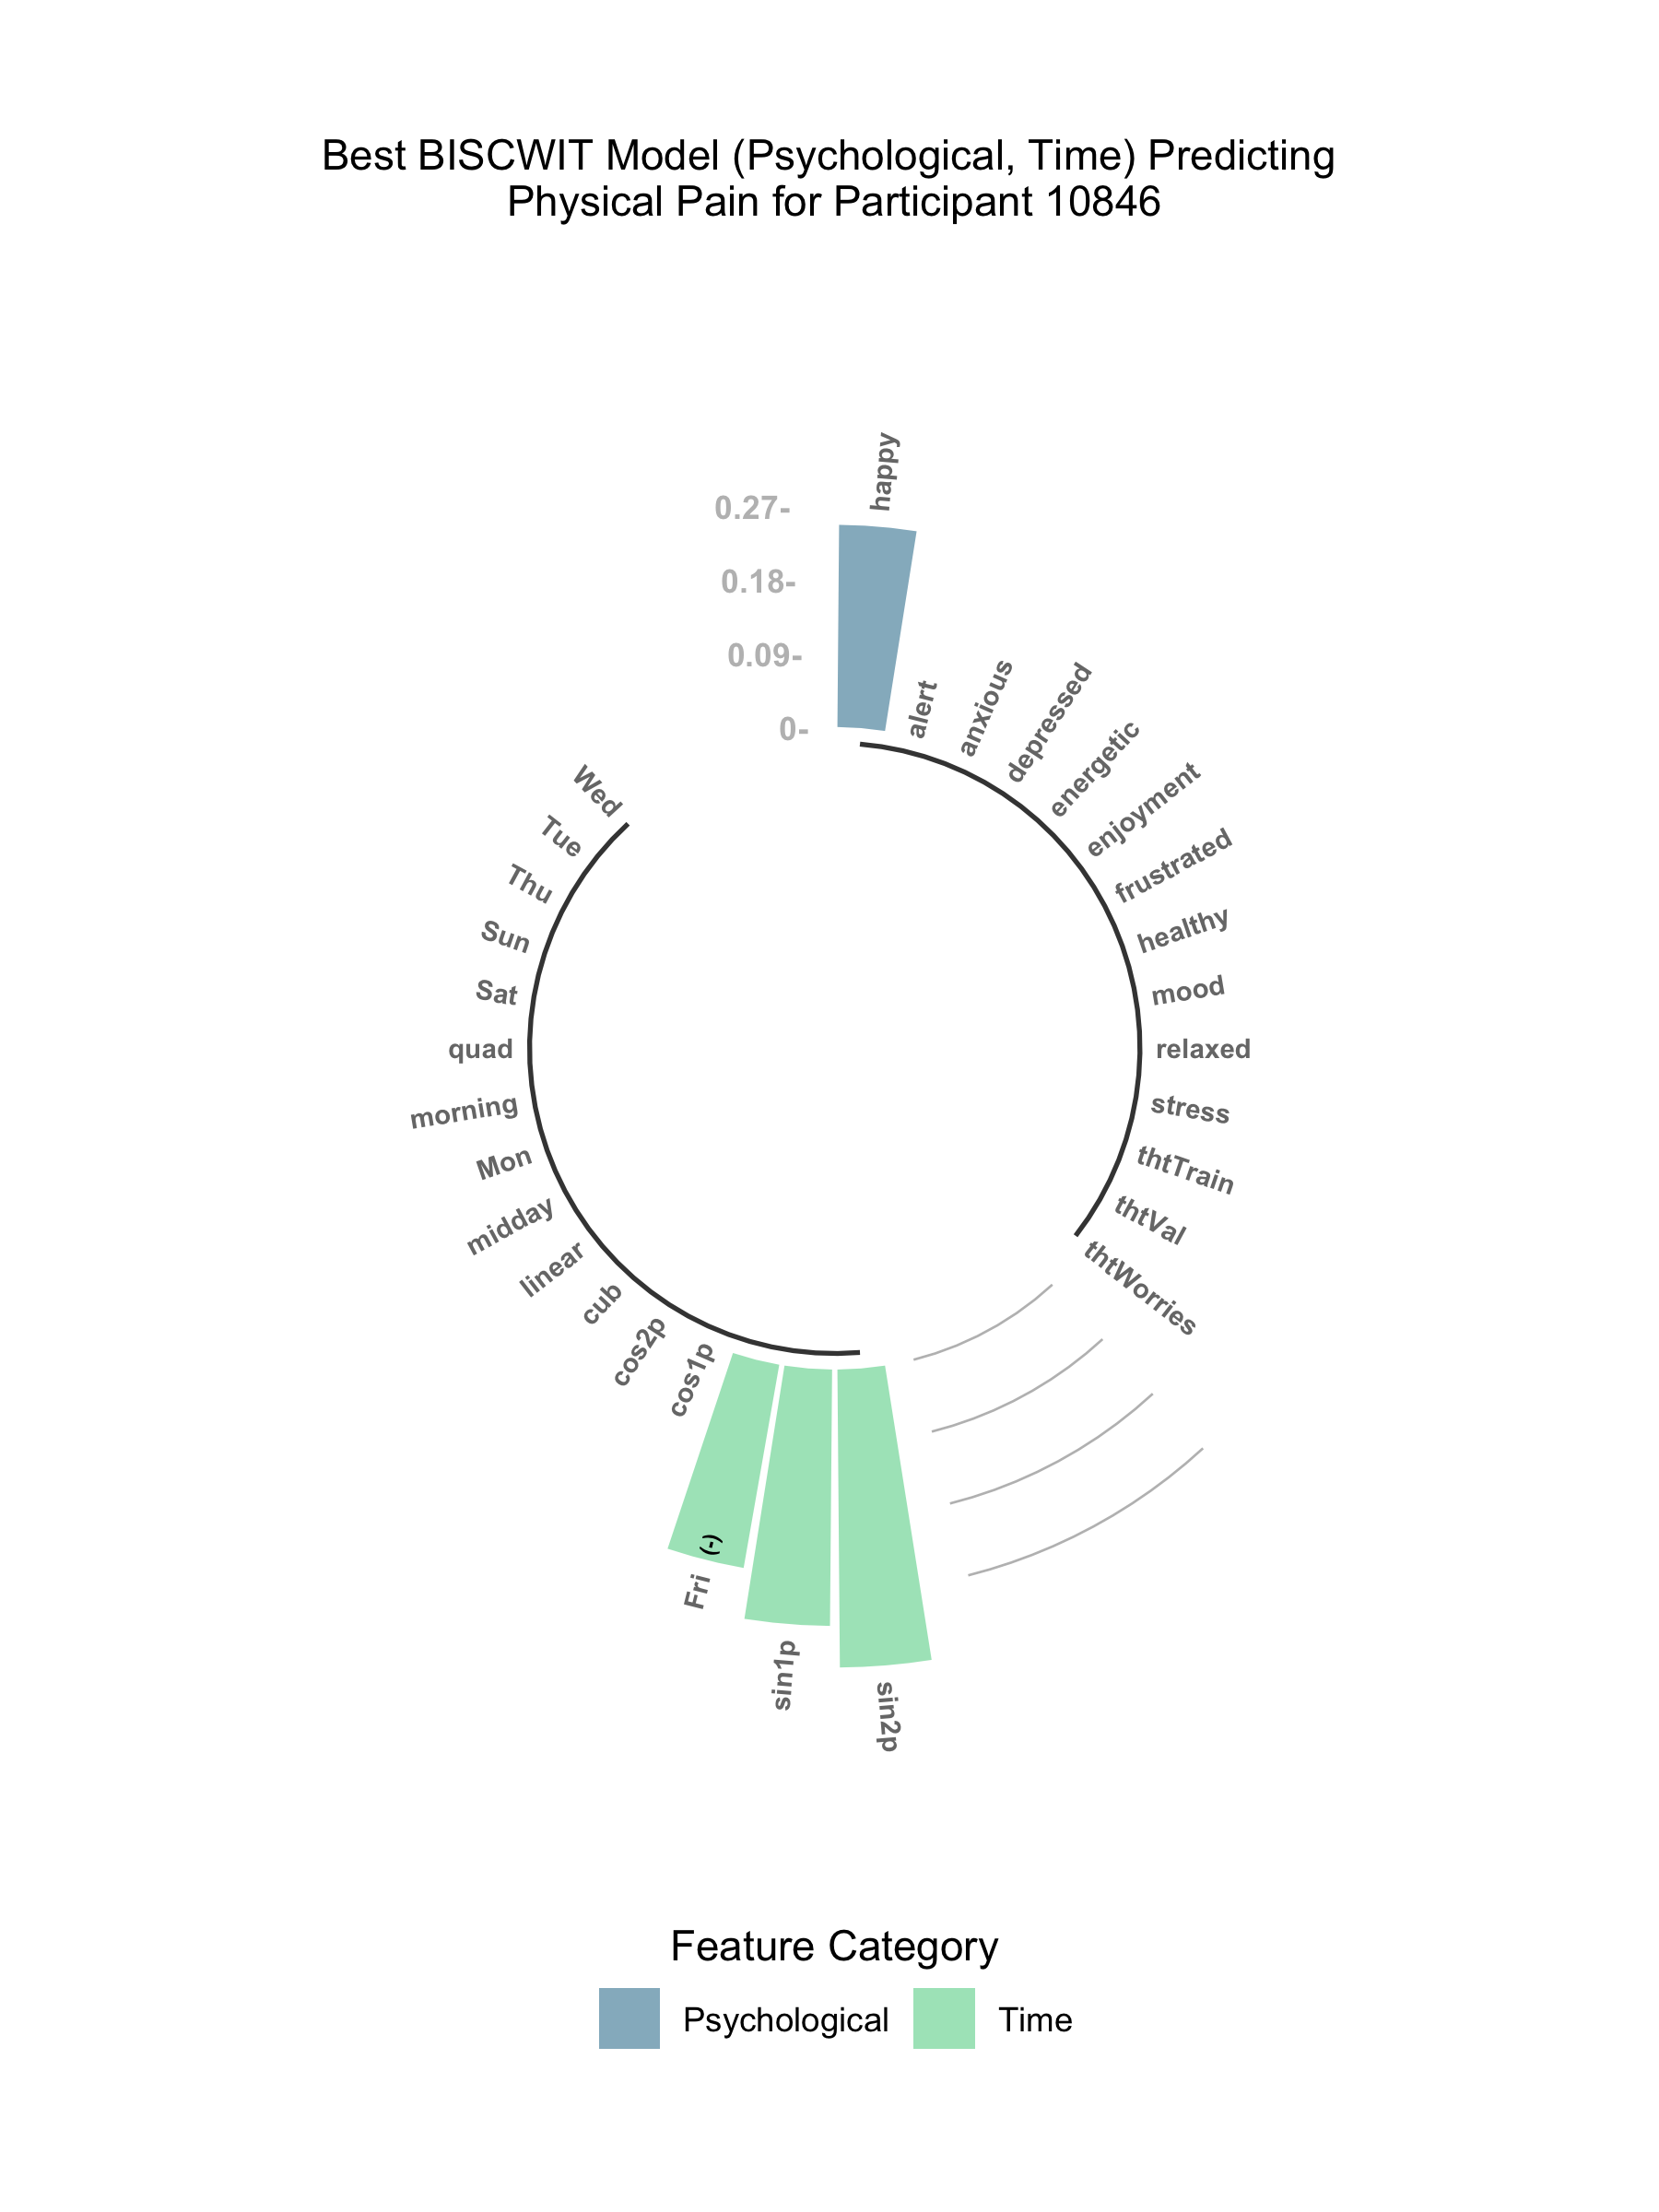 Best BISCWIT Model (Psychological, Time) Predicting
Physical Pain for Participant 10846
0.27-
0.18-
0.09-
0-
happy
alert
anxious
depressed
energetic
enjoyment
frustrated
healthy
mood
relaxed
stress
thtTrain
thtVal
thtWorries
sin2p
sin1p
Fri
(-)
cos1p
cos2p
cub
linear
midday
Mon
morning
quad
Sat
Sun
Thu
Tue
Wed
Feature Category
Psychological
Time